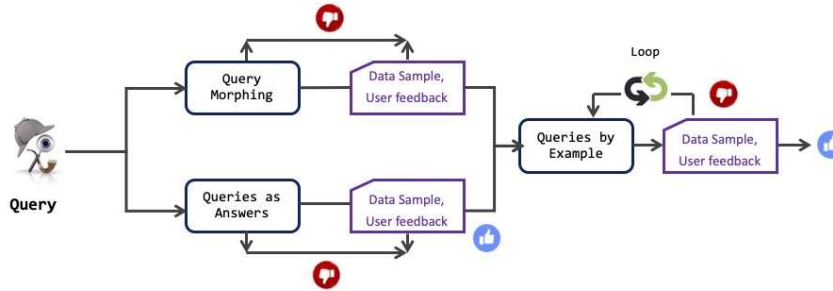 Query
Query
Morphing
Data Sample,
User feedback
Queries as
Answers
Data Sample,
User feedback
Loop
Queries by
Example
Data Sample,
User feedback